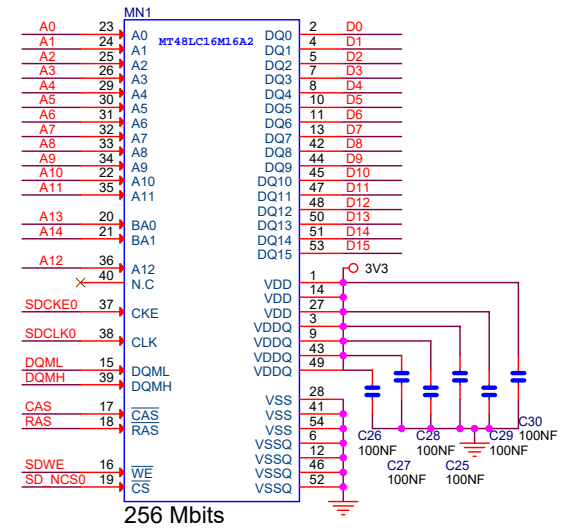 MN1
MT48LC16M16A2
A0 23 A0 DQ0 2 D0
A1 24 A1 DQ1 4 D1
A2 25 A2 DQ2 5 D2
A3 26 A3 DQ3 7 D3
A4 29 A4 DQ4 8 D4
A5 30 A5 DQ5 10 D5
A6 31 A6 DQ6 11 D6
A7 32 A7 DQ7 13 D7
A8 33 A8 DQ8 42 D8
A9 34 A9 DQ9 44 D9
A10 22 A10 DQ10 45 D10
A11 35 A11 DQ11 47 D11
DQ12 48 D12
A13 20 BA0 DQ13 50 D13
A14 21 BA1 DQ14 51 D14
DQ15 53 D15
A12 36 A12
3V3
40 N.C VDD 1
VDD 14
SDCKE0 37 CKE VDD 27
VDDQ 3
SDCLK0 38 CLK VDDQ 9
VDDQ 43
DQML 15 DQML VDDQ 49
DQMH 39 DQMH
VSS 28
CAS 17 CAS VSS 41
RAS 18 RAS VSS 54
VSSQ 6
VSSQ 12
SDWE 16 WE VSSQ 46
SD_NCS0 19 CS VSSQ 52
C26 100NF
C28 100NF
C29 100NF
C30 100NF
C27 100NF
C25 100NF
256 Mbits